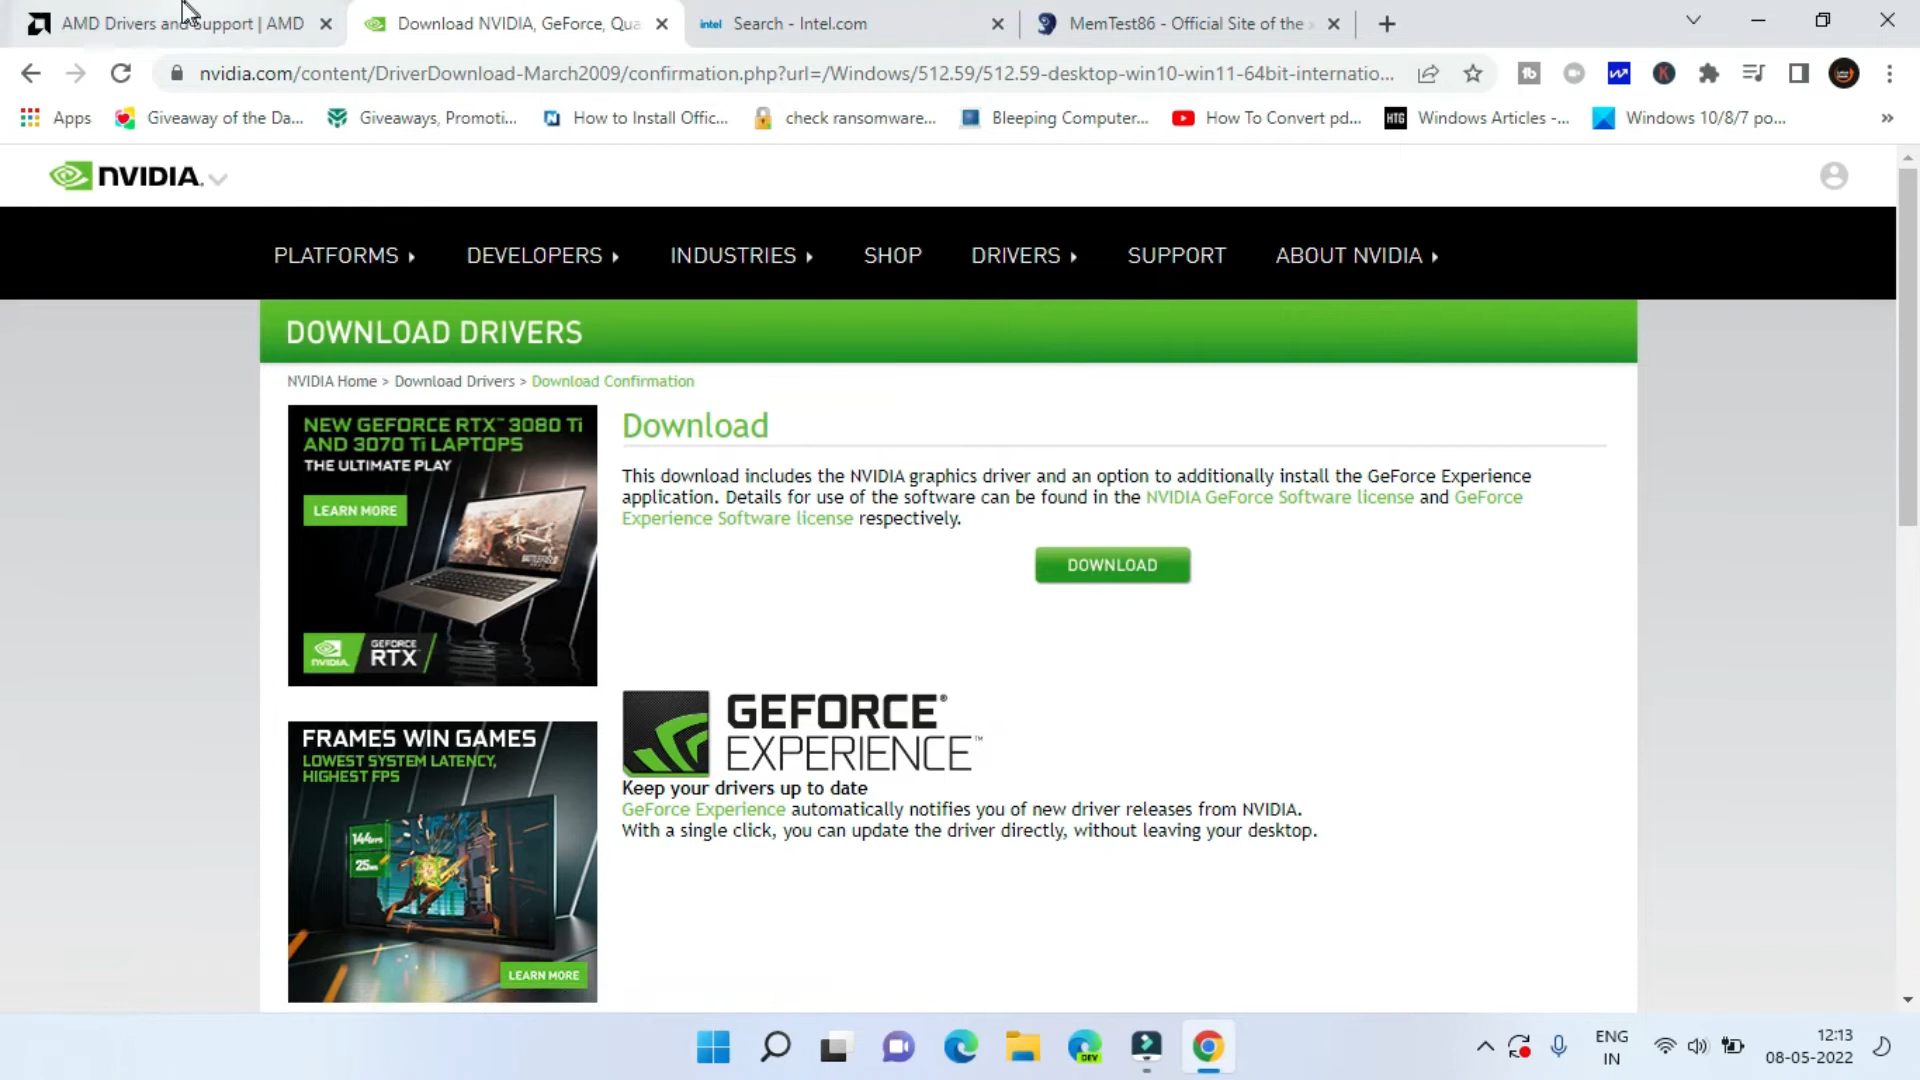 AMD Drivers and Support | AMD
Download NVIDIA, GeForce, Qua
intel Search - Intel.com
MemTest86 - Official Site of the x
nvidia.com/content/DriverDownload-March2009/confirmation.php?url=/Windows/512.59/512.59-desktop-win10-win11-64bit-internatio...
Apps Giveaway of the Da... Giveaways, Promoti... How to Install Offic... check ransomware... Bleeping Computer... How To Convert pd... HTG Windows Articles -... Windows 10/8/7 po... »
NVIDIA.
PLATFORMS DEVELOPERS INDUSTRIES SHOP DRIVERS SUPPORT ABOUT NVIDIA
DOWNLOAD DRIVERS
NVIDIA Home > Download Drivers > Download Confirmation
NEW GEFORCE RTX™ 3080 Ti
AND 3070 Ti LAPTOPS
THE ULTIMATE PLAY
LEARN MORE
NVIDIA. GEFORCE
RTX™
Download
This download includes the NVIDIA graphics driver and an option to additionally install the GeForce Experience
application. Details for use of the software can be found in the NVIDIA GeForce Software license and GeForce
Experience Software license respectively.
DOWNLOAD
FRAMES WIN GAMES
LOWEST SYSTEM LATENCY,
HIGHEST FPS
144FPS
25MS
LEARN MORE
GEFORCE®
EXPERIENCE™
Keep your drivers up to date
GeForce Experience automatically notifies you of new driver releases from NVIDIA.
With a single click, you can update the driver directly, without leaving your desktop.
DEV
ENG
IN
12:13
08-05-2022